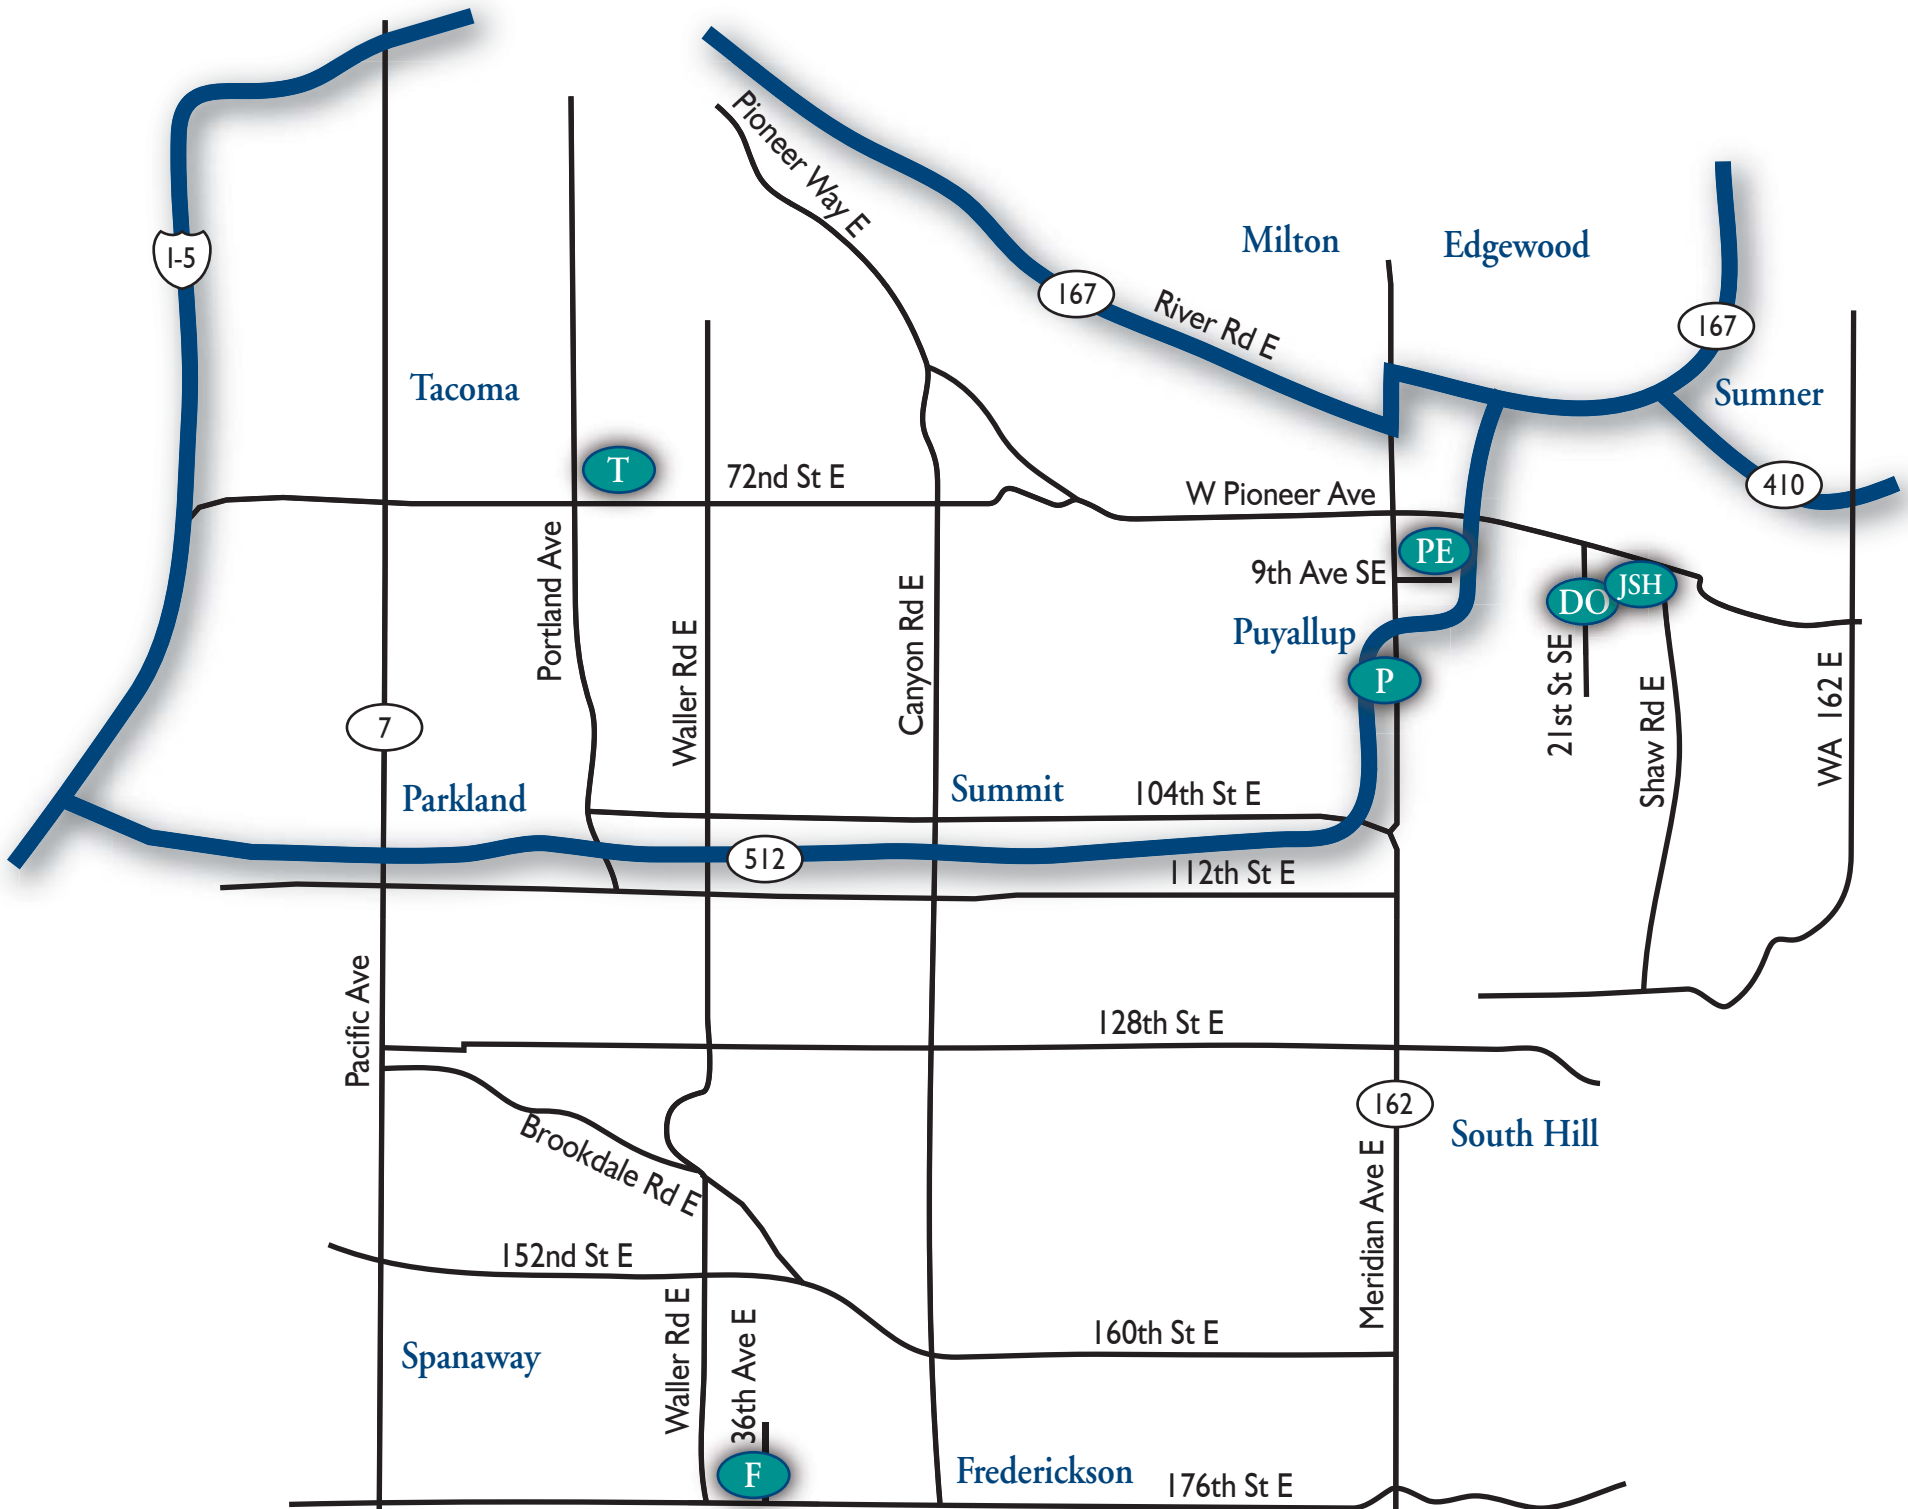 Pioneer Way E
Milton
Edgewood
I-5
167
River Rd E
167
Tacoma
Sumner
T
72nd St E
W Pioneer Ave
410
PE
9th Ave SE
Portland Ave
Waller Rd E
Canyon Rd E
Puyallup
DO
JSH
P
21st St SE
Shaw Rd E
WA 162 E
7
Parkland
Summit
104th St E
512
112th St E
Pacific Ave
128th St E
162
South Hill
Brookdale Rd E
Meridian Ave E
152nd St E
Waller Rd E
36th Ave E
160th St E
Spanaway
F
Frederickson
176th St E